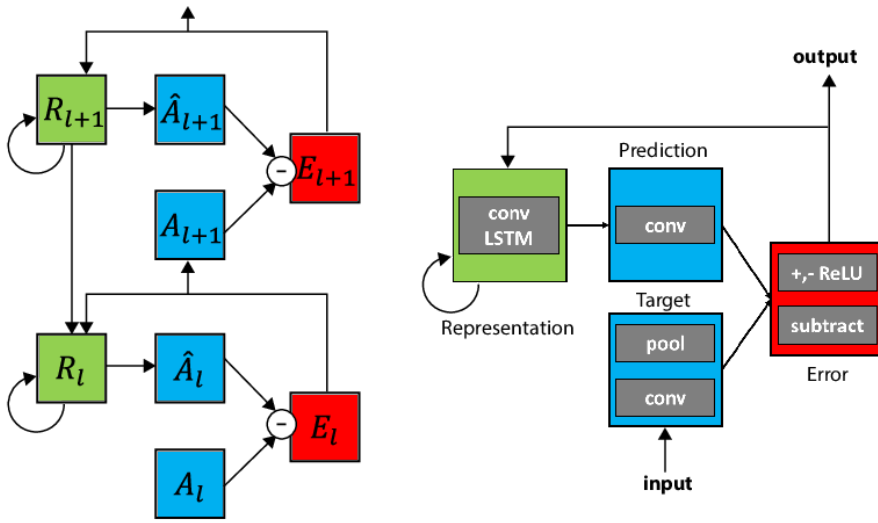 R_{l+1}
Â_{l+1}
-
E_{l+1}
A_{l+1}
R_l
Â_l
-
E_l
A_l
output
Prediction
conv
LSTM
conv
+,- ReLU
Target
Representation
pool
subtract
Error
conv
input